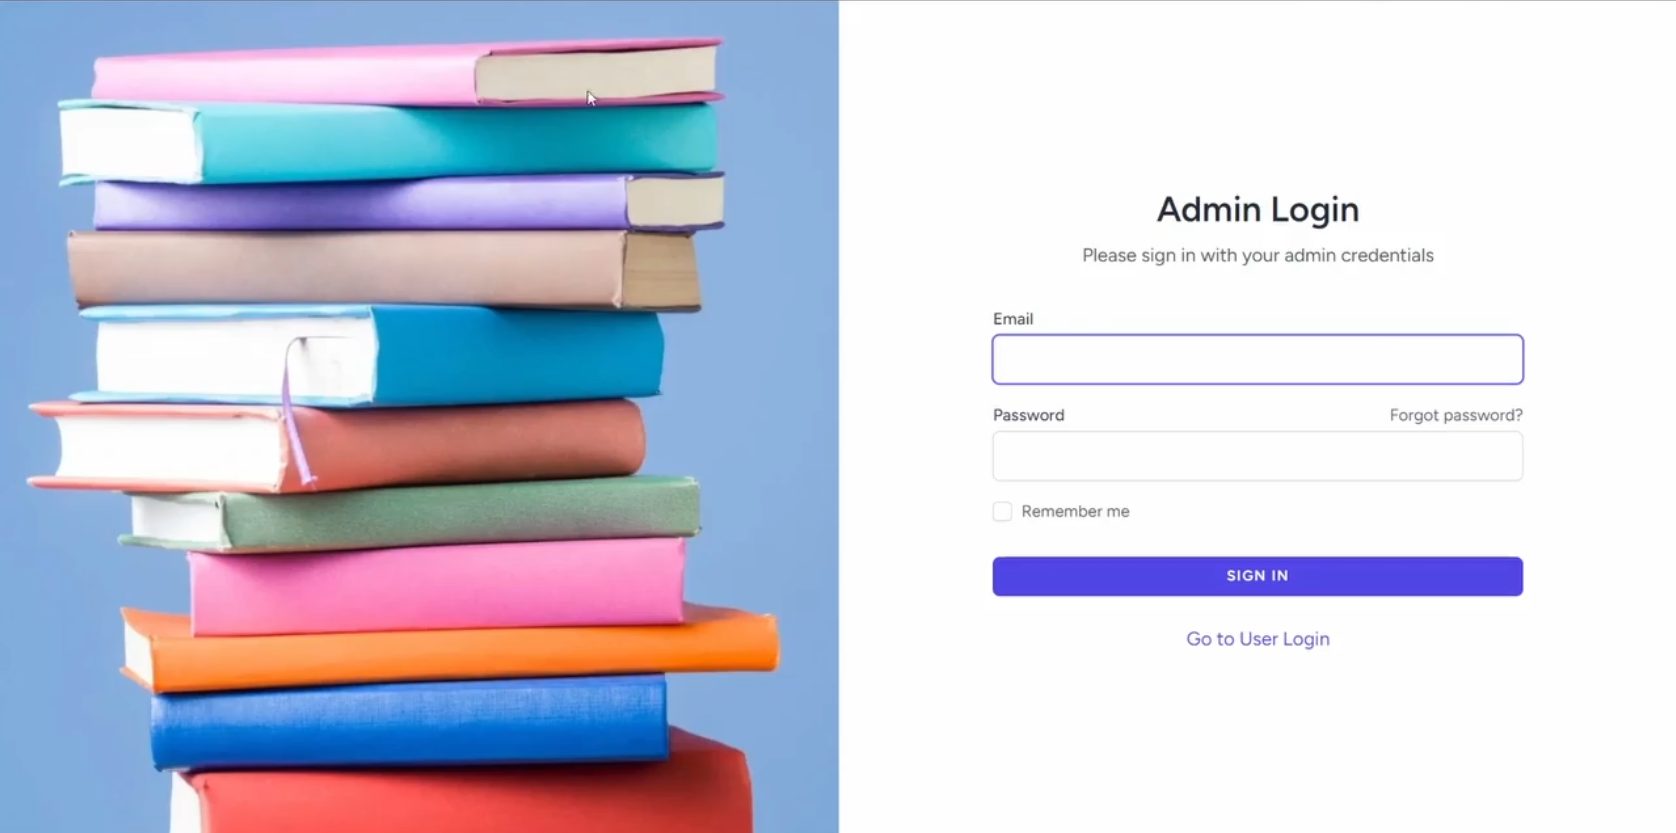 Admin Login
Please sign in with your admin credentials
Email
Password
Forgot password?
Remember me
SIGN IN
Go to User Login